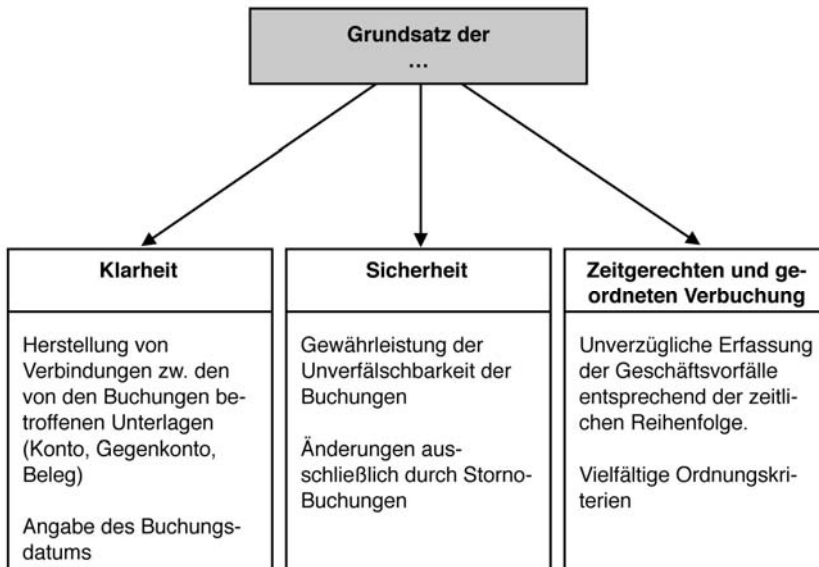 Grundsatz der
...
Klarheit
Herstellung von
Verbindungen zw. den
von den Buchungen be-
troffenen Unterlagen
(Konto, Gegenkonto,
Beleg)
Angabe des Buchungs-
datums
Sicherheit
Gewährleistung der
Unverfälschbarkeit der
Buchungen
Änderungen aus-
schließlich durch Storno-
Buchungen
Zeitgerechten und ge-
ordneten Verbuchung
Unverzügliche Erfassung
der Geschäftsvorfälle
entsprechend der zeitli-
chen Reihenfolge.
Vielfältige Ordnungskri-
terien